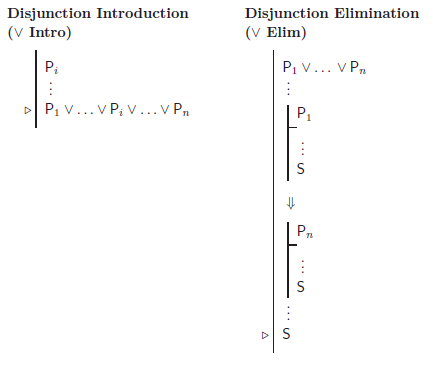 Disjunction Introduction
(∨ Intro)
Pᵢ
⋮
▷ P₁ ∨ … ∨ Pᵢ ∨ … ∨ Pₙ
Disjunction Elimination
(∨ Elim)
P₁ ∨ … ∨ Pₙ
⋮
P₁
⋮
S
⇓
Pₙ
⋮
S
⋮
▷ S